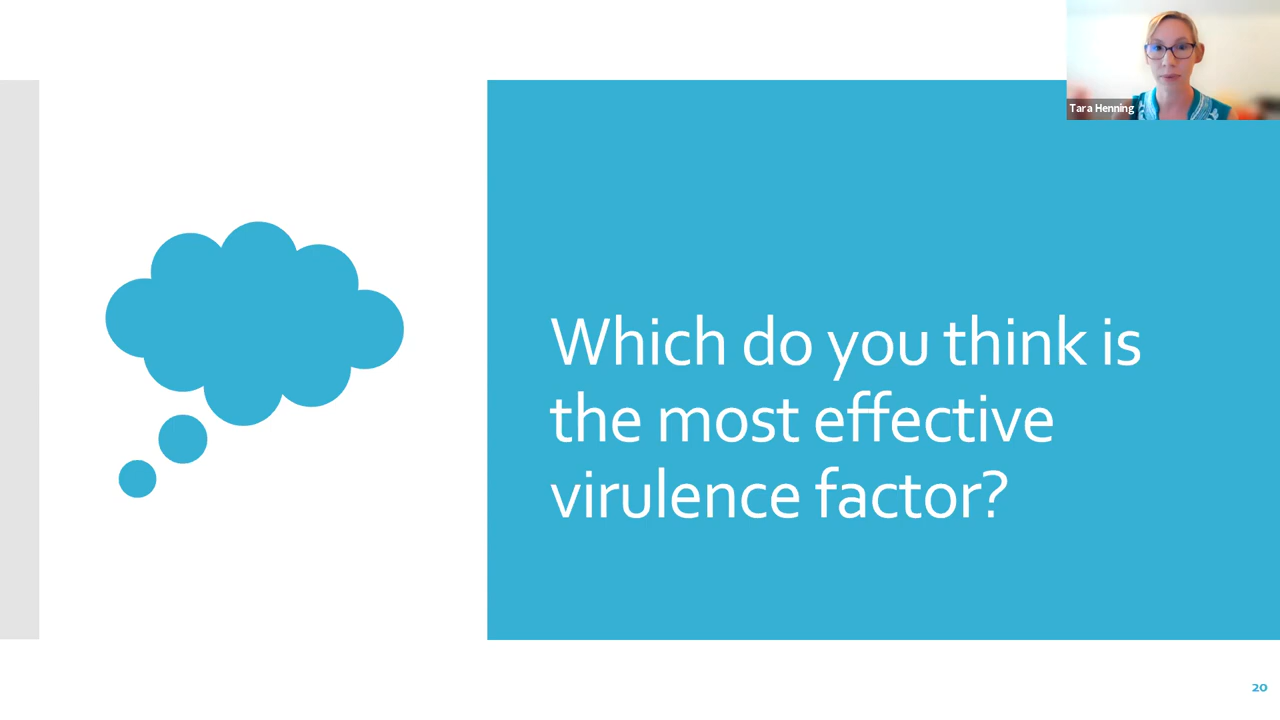 Tara Henning
Which do you think is
the most effective
virulence factor?
20